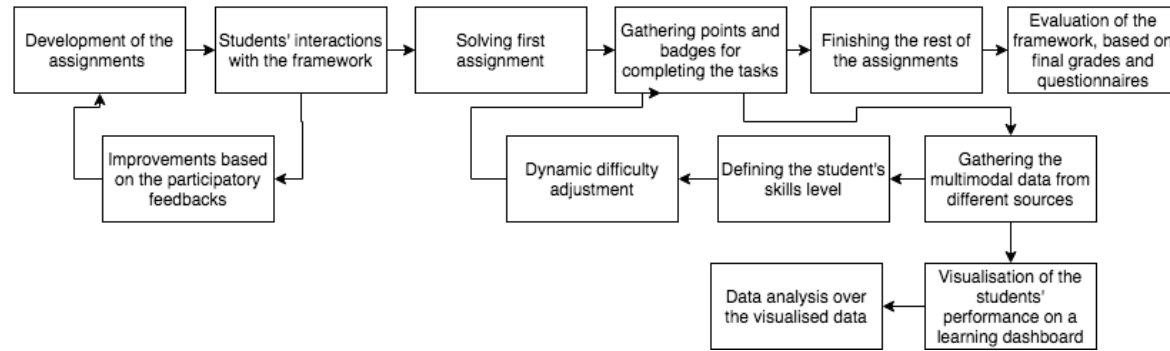 Development of the
assignments
Students' interactions
with the framework
Solving first
assignment
Gathering points and
badges for
completing the tasks
Finishing the rest of
the assignments
Evaluation of the
framework, based on
final grades and
questionnaires
Improvements based
on the participatory
feedbacks
Dynamic difficulty
adjustment
Defining the student's
skills level
Gathering the
multimodal data from
different sources
Data analysis over
the visualised data
Visualisation of the
students'
performance on a
learning dashboard